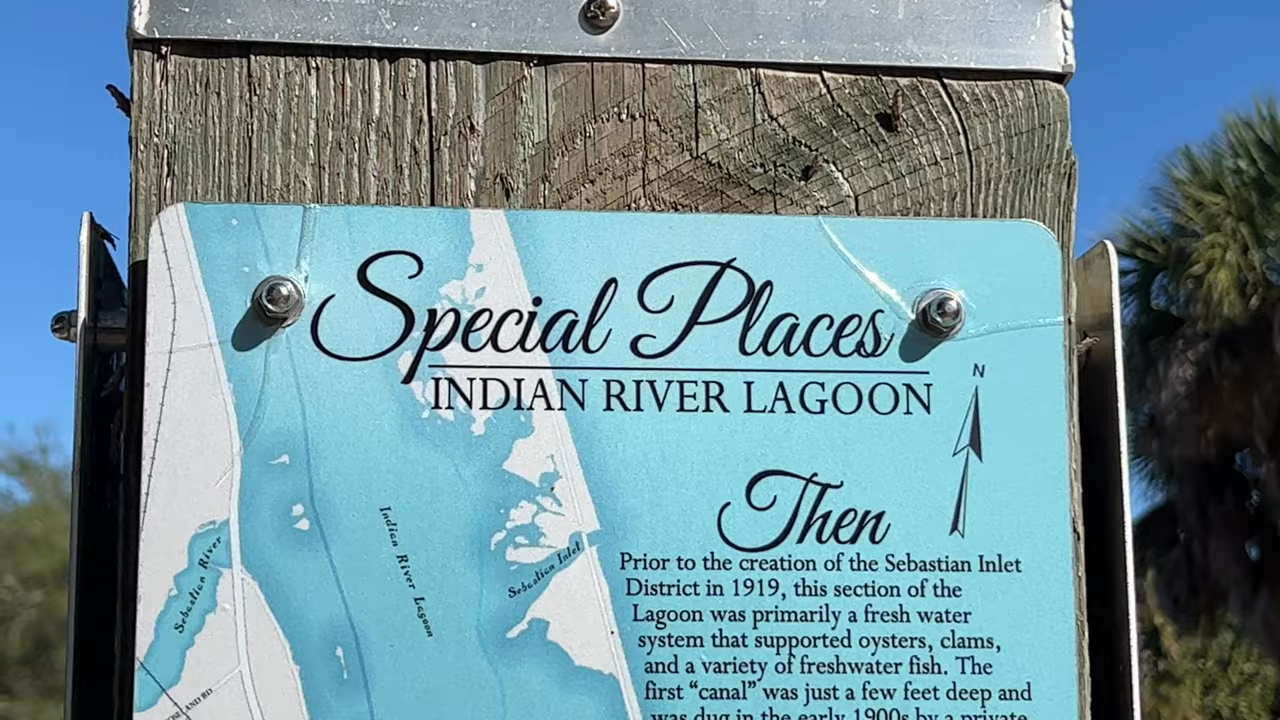 Special Places
INDIAN RIVER LAGOON
N
Then
Prior to the creation of the Sebastian Inlet
District in 1919, this section of the
Lagoon was primarily a fresh water
system that supported oysters, clams,
and a variety of freshwater fish. The
first “canal” was just a few feet deep and
was dug in the early 1900s by a private
Indian River Lagoon
Sebastian Inlet
Sebastian River
RD